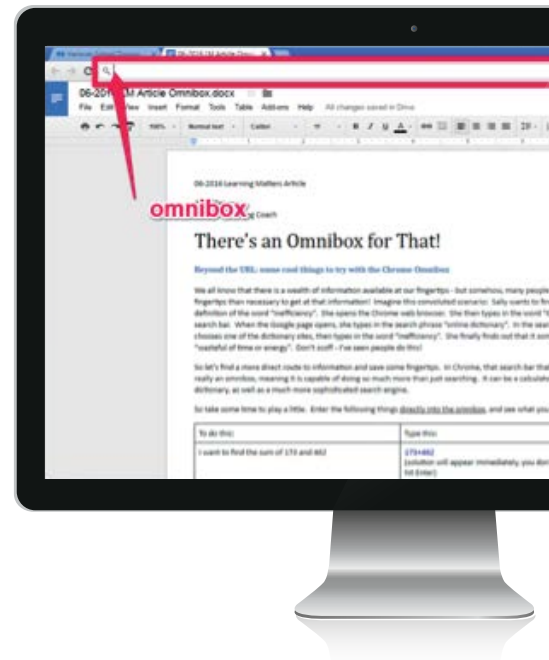 06-2016 LM Article Omnibox.docx
File Edit View Insert Format Tools Table Add-ons Help All changes saved in Drive
100% Normal text Calibri
06-2016 Learning Matters Article
omnibox
Coach
There's an Omnibox for That!
Beyond the URL: some cool things to try with the Chrome Omnibox
We all know that there is a wealth of information available at our fingertips - but somehow, many people
fingertips than necessary to get at that information! Imagine this convoluted scenario: Sally wants to fin
definition of the word "inefficiency". She opens the Chrome web browser. She then types in the word
search bar. When the Google page opens, she types in the search phrase "online dictionary". In the sear
chooses one of the dictionary sites, then types in the word "inefficiency". She finally finds out that it
"wasteful of time or energy". Don't scoff - I've seen people do this!
So let's find a more direct route to information and save some fingertips. In Chrome, that search bar that
really an omnibox, meaning it is capable of doing so much more than just searching. It can be a calculato
dictionary, as well as a much more sophisticated search engine.
So take some time to play a little. Enter the following things directly into the omnibox, and see what you
To do this: Type this:
I want to find the sum of 173 and 462 173+462
(solution will appear immediately, you don
hit Enter)